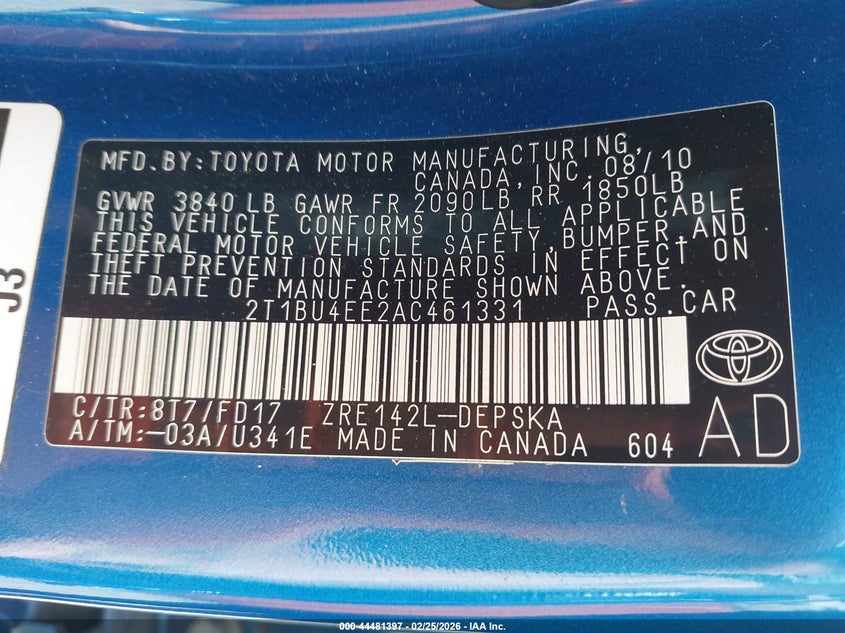 MFD.BY:TOYOTA MOTOR MANUFACTURING,
CANADA,INC. 08/10
GVWR 3840 LB GAWR FR 2090LB RR 1850LB
THIS VEHICLE CONFORMS TO ALL APPLICABLE
FEDERAL MOTOR VEHICLE SAFETY,BUMPER,AND
THEFT PREVENTION STANDARDS IN EFFECT ON
THE DATE OF MANUFACTURE SHOWN ABOVE.
2T1BU4EE2AC461331 PASS.CAR
C/TR:8T7/FD17 ZRE142L-DEPSKA
A/TM:-03A/U341E MADE IN CANADA 604
AD
J3
000-44481397 - 02/25/2026 - IAA Inc.